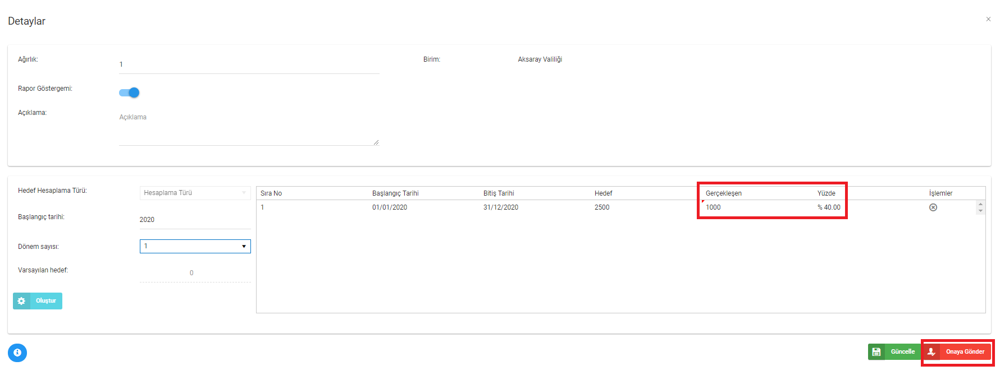 Detaylar
×
Ağırlık:
1
Birim:
Aksaray Valiliği
Rapor Göstergemi:
Açıklama:
Açıklama
Hedef Hesaplama Türü:
Hesaplama Türü
Başlangıç tarihi:
2020
Dönem sayısı:
1
Varsayılan hedef:
0
Oluştur
Sıra No Başlangıç Tarihi Bitiş Tarihi Hedef Gerçekleşen Yüzde İşlemler
1 01/01/2020 31/12/2020 2500 1000 % 40.00
Güncelle
Onaya Gönder